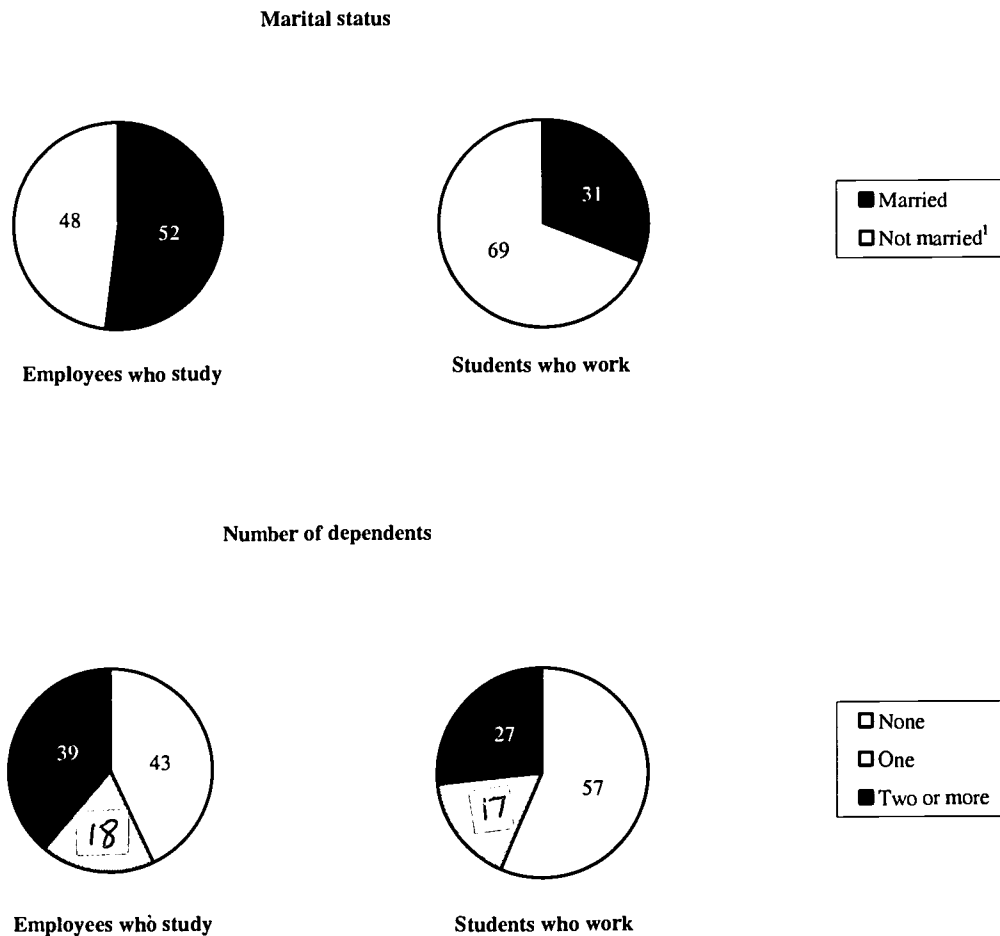 Marital status
48
52
31
69
■ Married
□ Not married¹
Employees who study
Students who work
Number of dependents
39
43
18
27
57
17
□ None
□ One
■ Two or more
Employees who study
Students who work